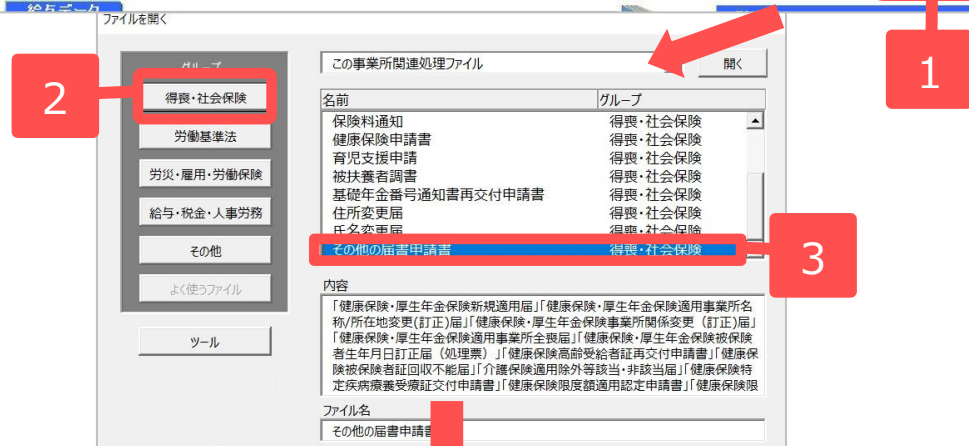 給与データ
ファイルを開く
1
グループ
この事業所関連処理ファイル
開く
2
得喪・社会保険
労働基準法
労災・雇用・労働保険
給与・税金・人事労務
その他
よく使うファイル
ツール
名前 グループ
保険料通知 得喪・社会保険
健康保険申請書 得喪・社会保険
育児支援申請 得喪・社会保険
被扶養者調書 得喪・社会保険
基礎年金番号通知書再交付申請書 得喪・社会保険
住所変更届 得喪・社会保険
氏名変更届 得喪・社会保険
その他の届書申請書 得喪・社会保険
3
内容
「健康保険・厚生年金保険新規適用届」「健康保険・厚生年金保険適用事業所名
称/所在地変更(訂正)届」「健康保険・厚生年金保険事業所関係変更（訂正)届」
「健康保険・厚生年金保険適用事業所全喪届」「健康保険・厚生年金保険被保険
者生年月日訂正届（処理票）」「健康保険高齢受給者証再交付申請書」「健康保
険被保険者証回収不能届」「介護保険適用除外等該当・非該当届」「健康保険特
定疾病療養受療証交付申請書」「健康保険限度額適用認定申請書」「健康保険限
ファイル名
その他の届書申請書